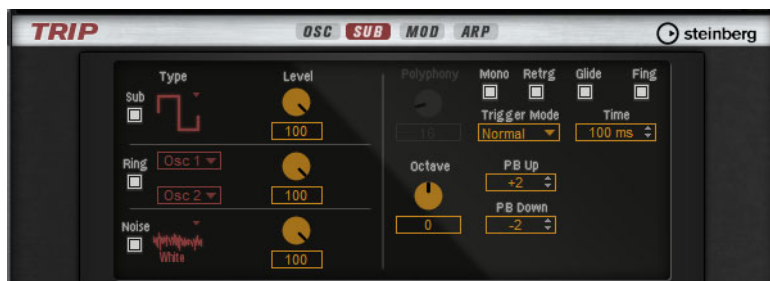 TRIP OSC SUB MOD ARP steinberg
Type Level Polyphony Mono Retrg Glide Fing
Sub
100 16
Trigger Mode Time
Normal 100 ms
Ring Osc 1
Osc 2
100
Octave PB Up
+2
0
PB Down
-2
Noise
White
100